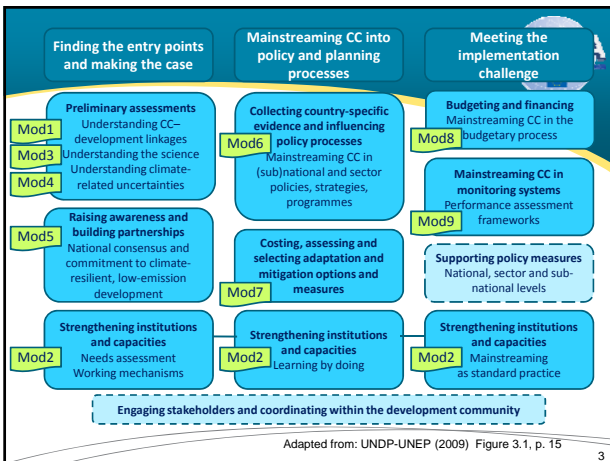 Finding the entry points
and making the case
Mainstreaming CC into
policy and planning
processes
Meeting the
implementation
challenge
A
Preliminary assessments
Understanding CC–
development linkages
Understanding the science
Understanding climate-
related uncertainties
Mod1
Mod3
Mod4
Raising awareness and
building partnerships
National consensus and
commitment to climate-
resilient, low-emission
development
Mod5
Strengthening institutions
and capacities
Needs assessment
Working mechanisms
Mod2
Collecting country-specific
evidence and influencing
policy processes
Mainstreaming CC in
(sub)national and sector
policies, strategies,
programmes
Mod6
Costing, assessing and
selecting adaptation and
mitigation options and
measures
Mod7
Strengthening institutions
and capacities
Learning by doing
Mod2
Budgeting and financing
Mainstreaming CC in the
budgetary process
Mod8
Mainstreaming CC in
monitoring systems
Performance assessment
frameworks
Mod9
Supporting policy measures
National, sector and sub-
national levels
Strengthening institutions
and capacities
Mainstreaming
as standard practice
Mod2
Engaging stakeholders and coordinating within the development community
Adapted from: UNDP-UNEP (2009) Figure 3.1, p. 15
3